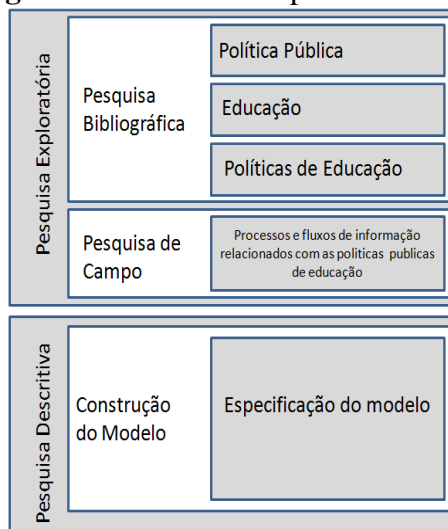 Pesquisa Exploratória
Pesquisa
Bibliográfica
Política Pública
Educação
Políticas de Educação
Pesquisa de
Campo
Processos e fluxos de informação
relacionados com as politicas publicas
de educação
Pesquisa Descritiva
Construção
do Modelo
Especificação do modelo